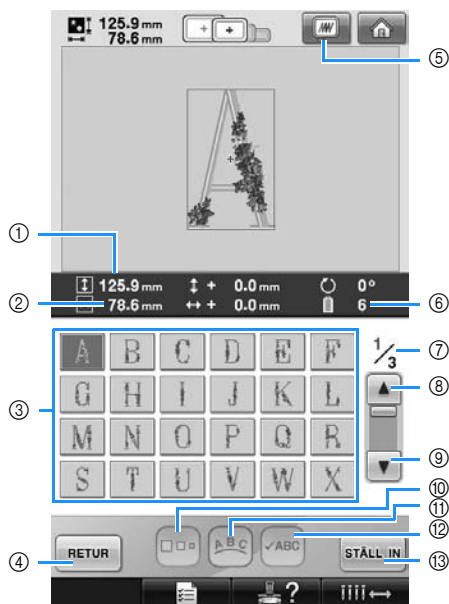 125.9 mm
78.6 mm
⑤
①
125.9 mm + 0.0 mm 0°
② 78.6 mm + 0.0 mm 6 ⑥
1/3 ⑦
A B C D E F
⑧
③ G H I J K L
M N O P Q R
⑨
S T U V W X
⑩
⑪
⑫
RETUR ABC ✓ABC STÄLL IN
④ ⑬
?